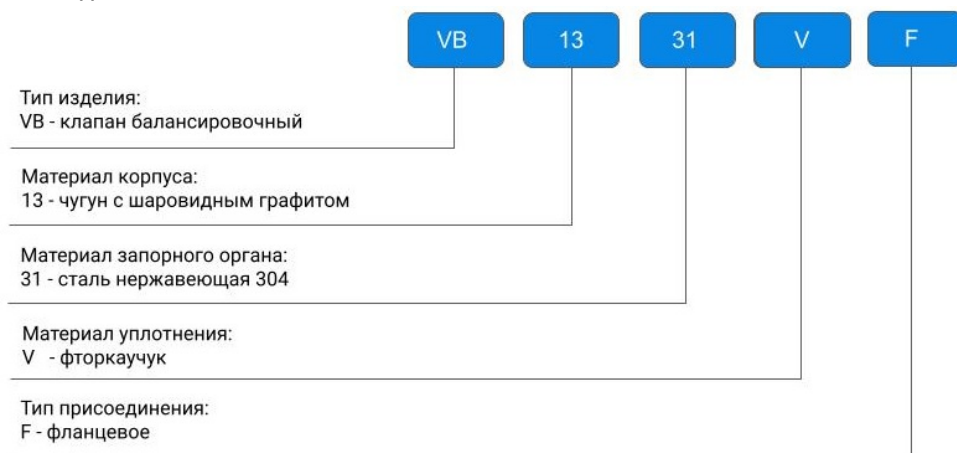 VB 13 31 V F
Тип изделия:
VB - клапан балансировочный
Материал корпуса:
13 - чугун с шаровидным графитом
Материал запорного органа:
31 - сталь нержавеющая 304
Материал уплотнения:
V - фторкаучук
Тип присоединения:
F - фланцевое